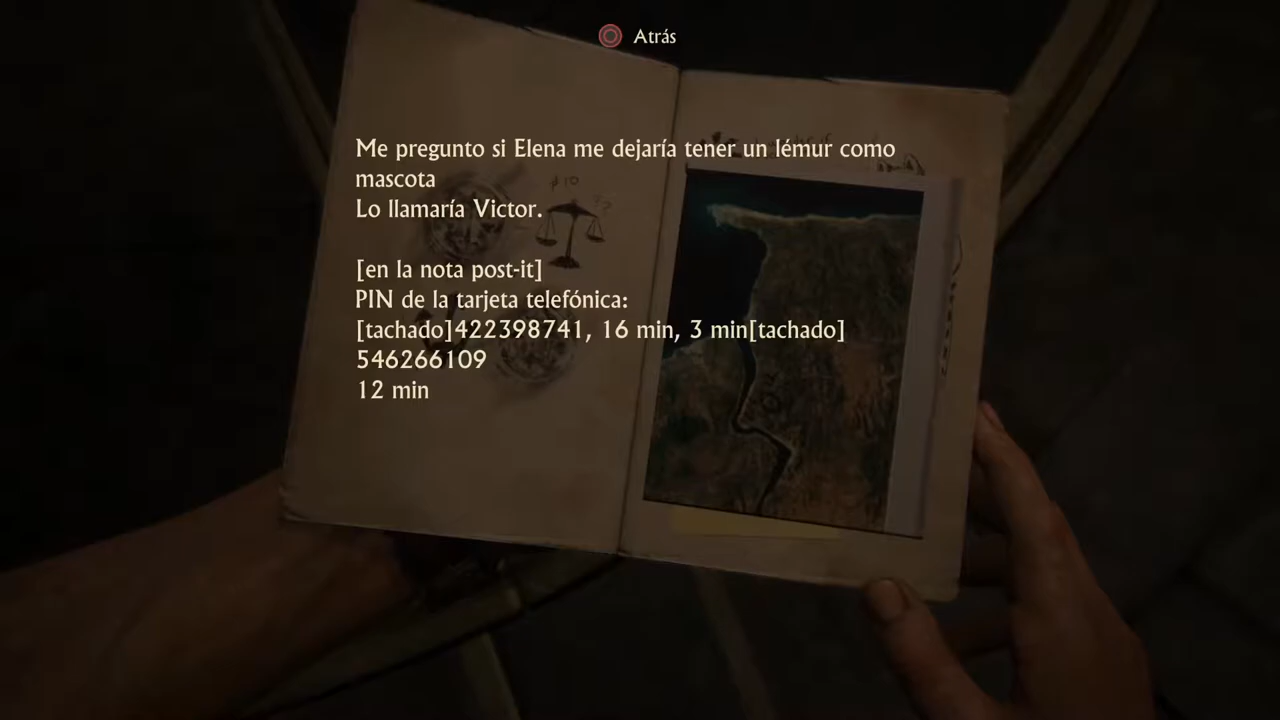 Atrás
Me pregunto si Elena me dejaría tener un lémur como
mascota
Lo llamaría Victor.
[en la nota post-it]
PIN de la tarjeta telefónica:
[tachado]422398741, 16 min, 3 min[tachado]
546266109
12 min